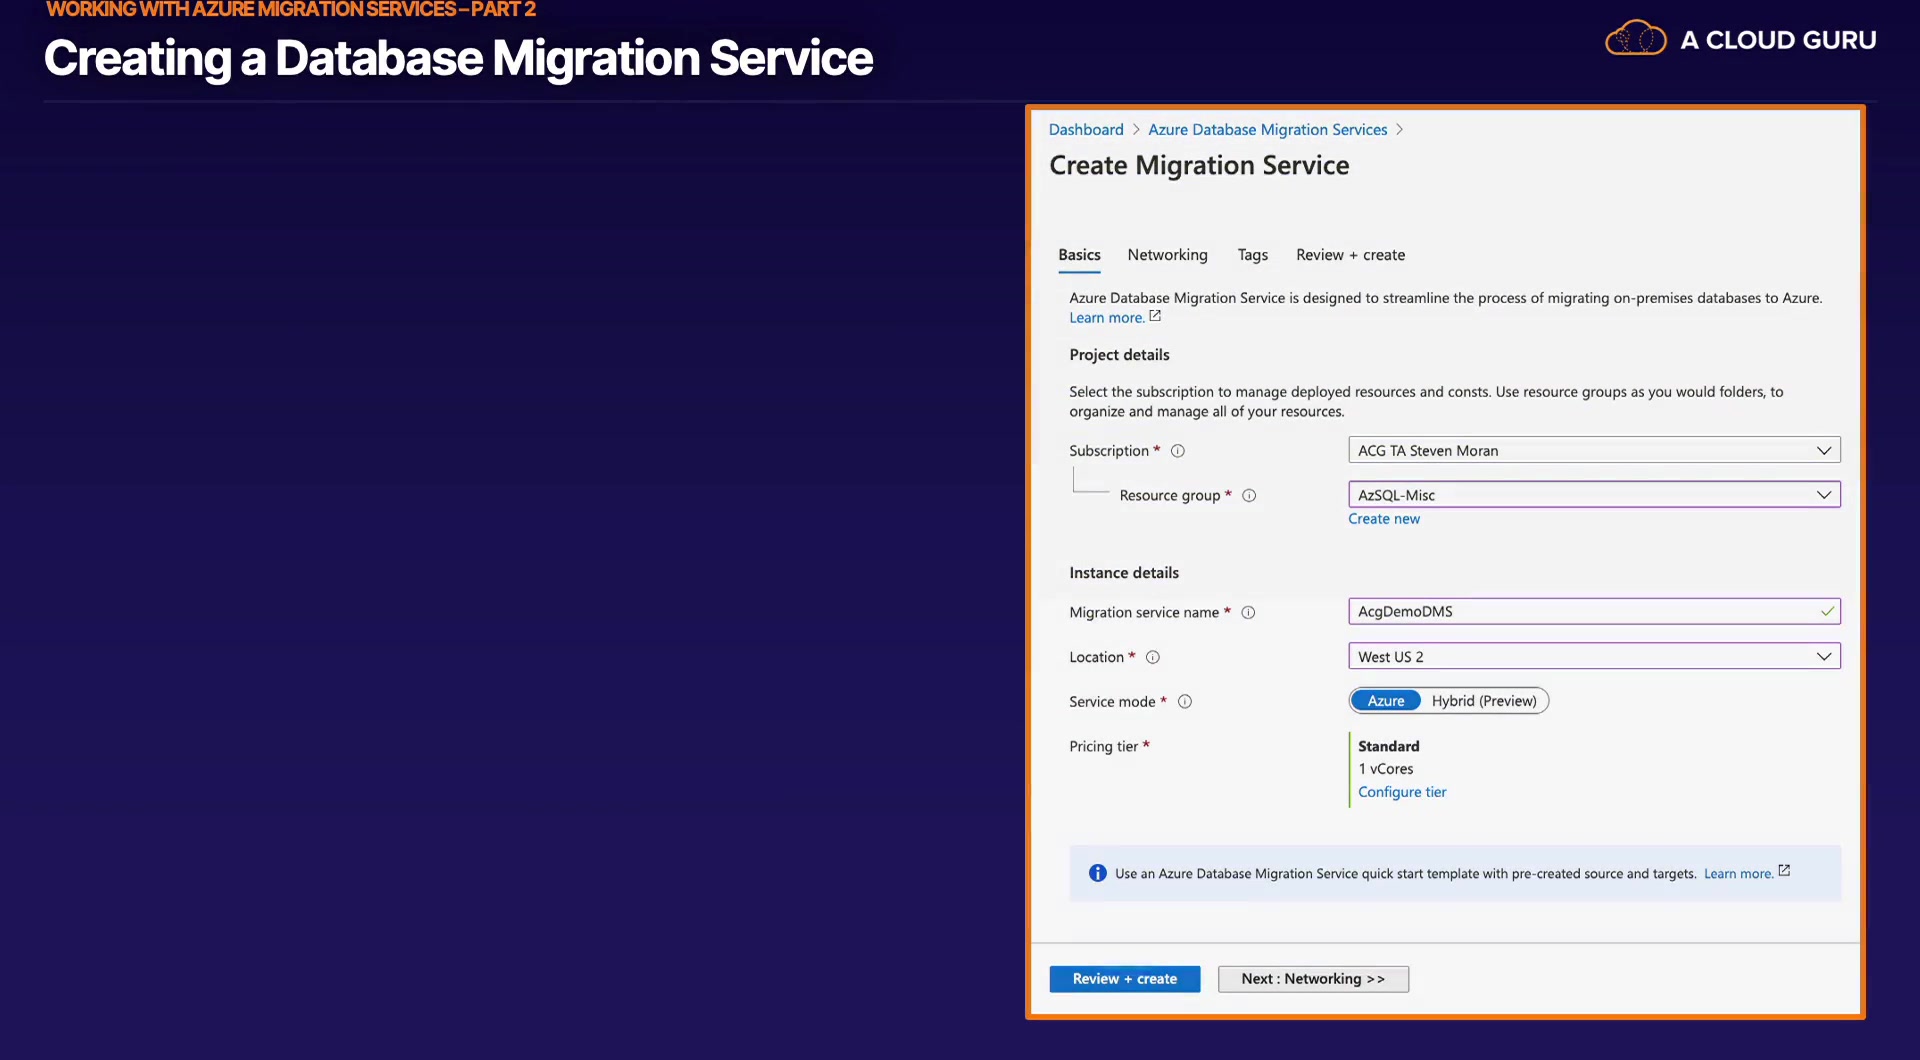 WORKING WITH AZURE MIGRATION SERVICES – PART 2
Creating a Database Migration Service
A CLOUD GURU
Dashboard > Azure Database Migration Services >
Create Migration Service
Basics Networking Tags Review + create
Azure Database Migration Service is designed to streamline the process of migrating on-premises databases to Azure.
Learn more.
Project details
Select the subscription to manage deployed resources and consts. Use resource groups as you would folders, to
organize and manage all of your resources.
Subscription * ACG TA Steven Moran
Resource group * AzSQL-Misc
Create new
Instance details
Migration service name * AcgDemoDMS
Location * West US 2
Service mode * Azure Hybrid (Preview)
Pricing tier * Standard
1 vCores
Configure tier
Use an Azure Database Migration Service quick start template with pre-created source and targets. Learn more.
Review + create Next : Networking >>